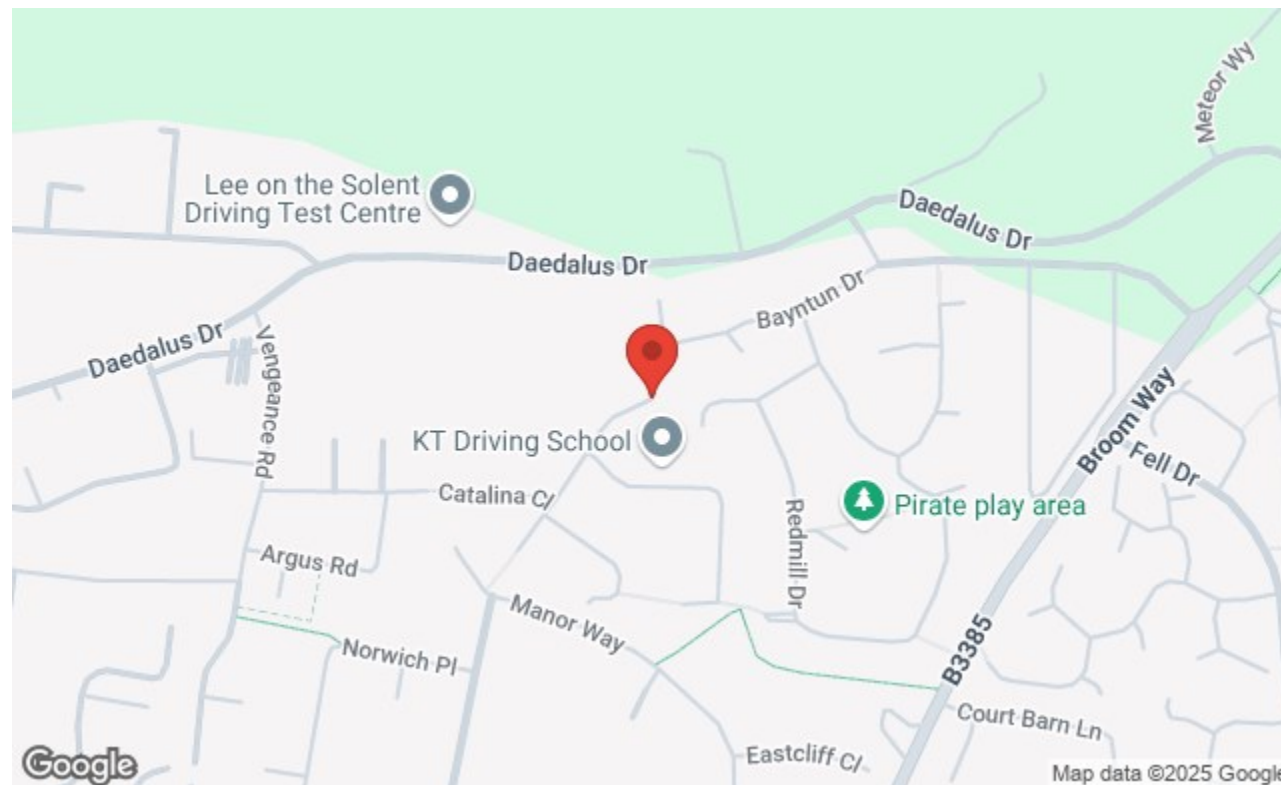 Meteor Wy
Lee on the Solent
Driving Test Centre
Daedalus Dr
Daedalus Dr
Bayntun Dr
Daedalus Dr
Vengeance Rd
Broom Way
KT Driving School
Fell Dr
Catalina Cl
Redmill Dr
Pirate play area
Argus Rd
Manor Way
Norwich Pl
B3385
Court Barn Ln
Eastcliff Cl
Google
Map data ©2025 Google